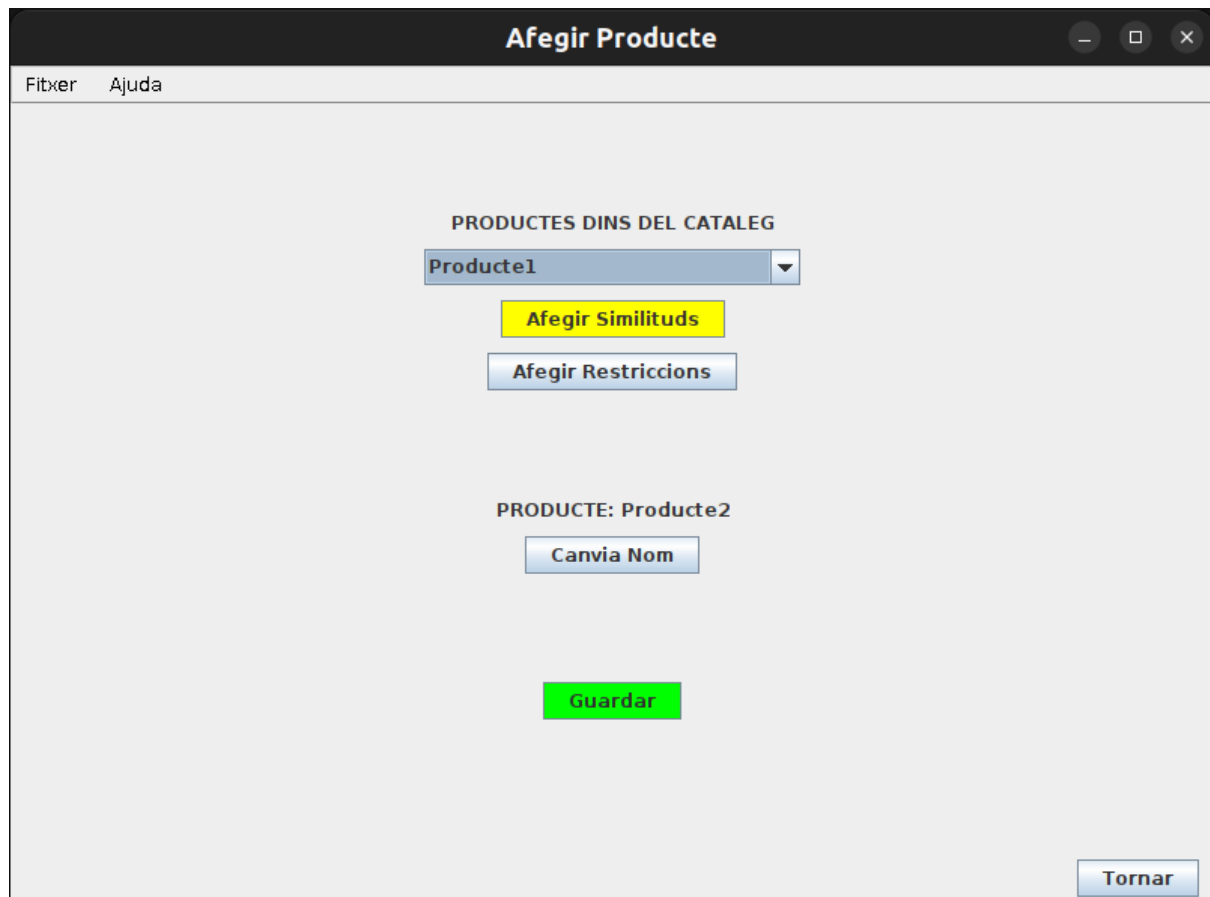 Afegir Producte
Fitxer Ajuda
PRODUCTES DINS DEL CATALEG
Producte1
Afegir Similituds
Afegir Restriccions
PRODUCTE: Producte2
Canvia Nom
Guardar
Tornar